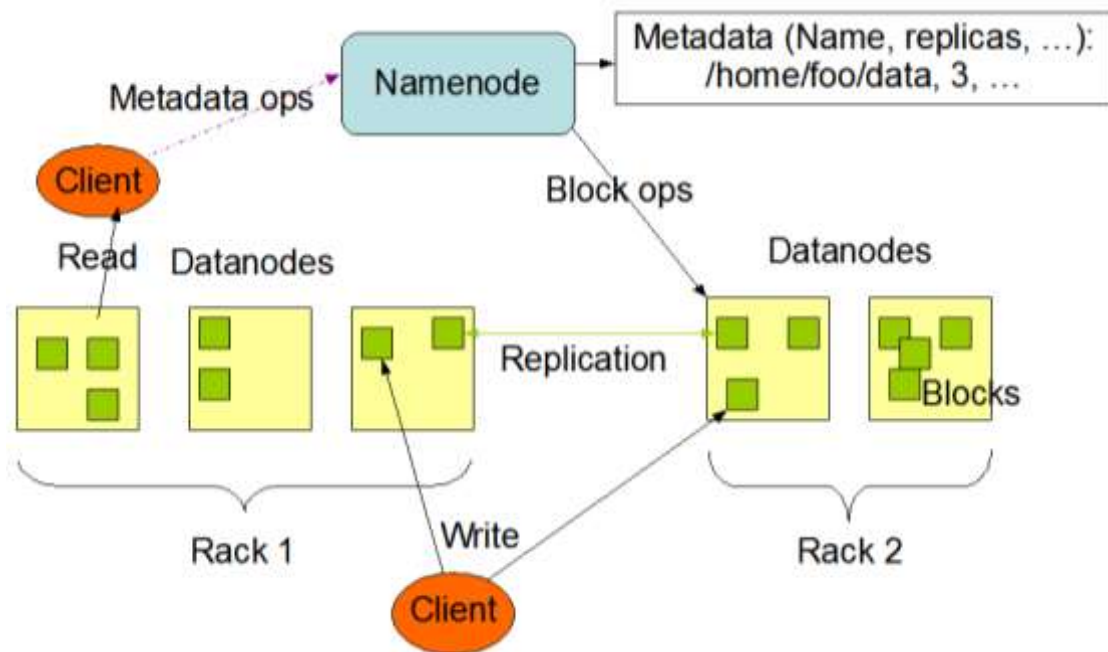 Metadata (Name, replicas, …):
/home/foo/data, 3, …
Namenode
Metadata ops
Client
Block ops
Read
Datanodes
Datanodes
Replication
Blocks
Rack 1
Write
Rack 2
Client